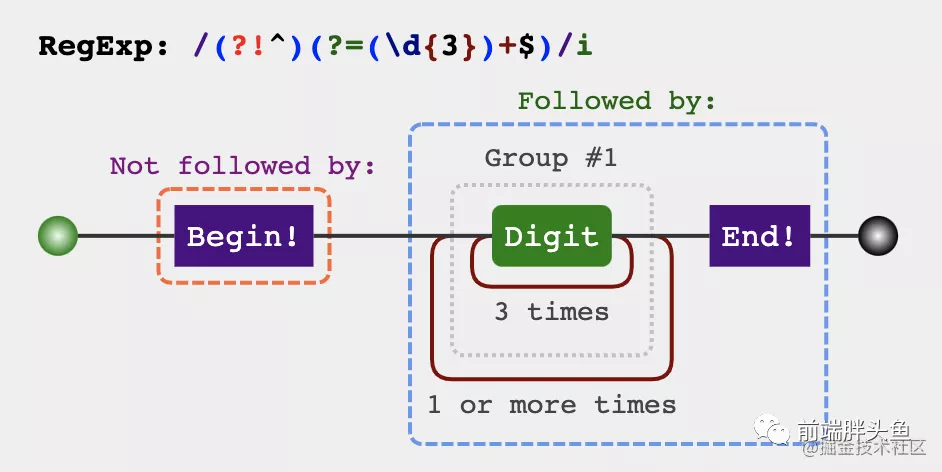 RegExp: /(?!^)(?=(\d{3})+$)/i
Followed by:
Not followed by:
Group #1
Begin!
Digit
End!
3 times
1 or more times
前端胖头鱼
@掘金技术社区